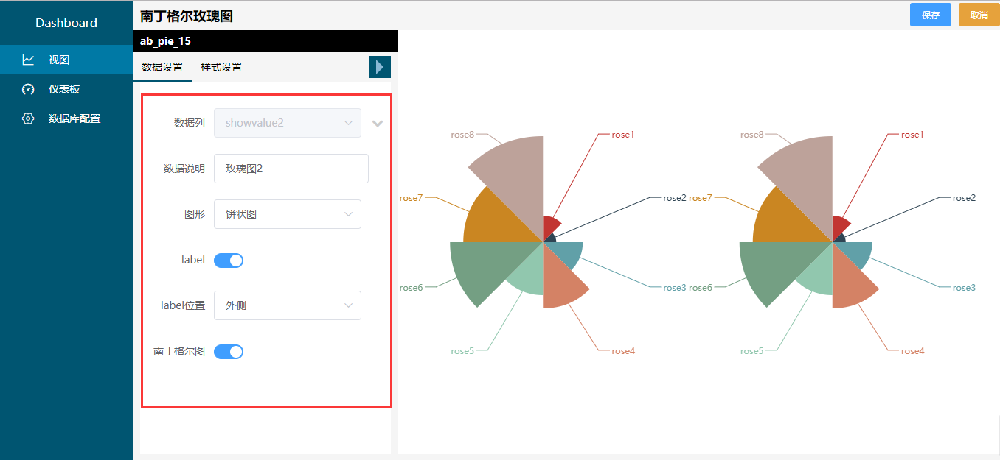 Dashboard
视图
仪表板
数据库配置
南丁格尔玫瑰图
保存
取消
ab_pie_15
数据设置
样式设置
数据列
showvalue2
数据说明
玫瑰图2
图形
饼状图
label
label位置
外侧
南丁格尔图
rose8
rose1
rose7
rose2
rose6
rose3
rose5
rose4
rose8
rose1
rose7
rose2
rose6
rose3
rose5
rose4